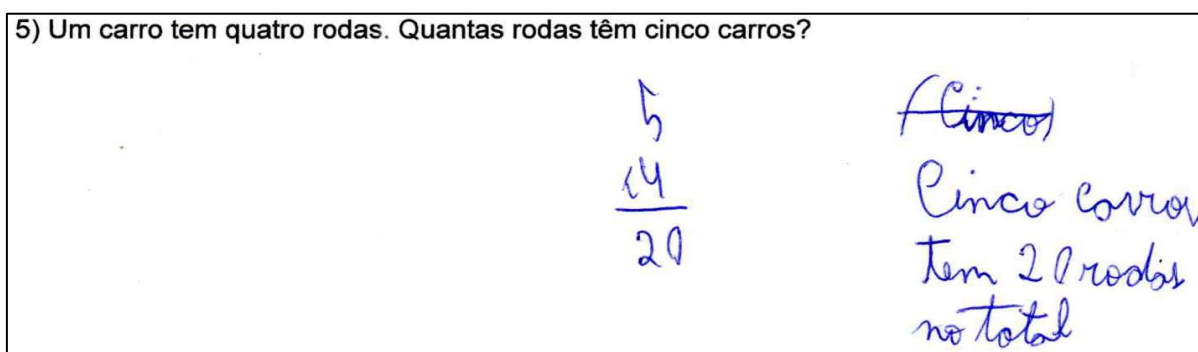 5) Um carro tem quatro rodas. Quantas rodas têm cinco carros?
5
x4
20
(Cinco)
Cinco carros
tem 20 rodas
no total